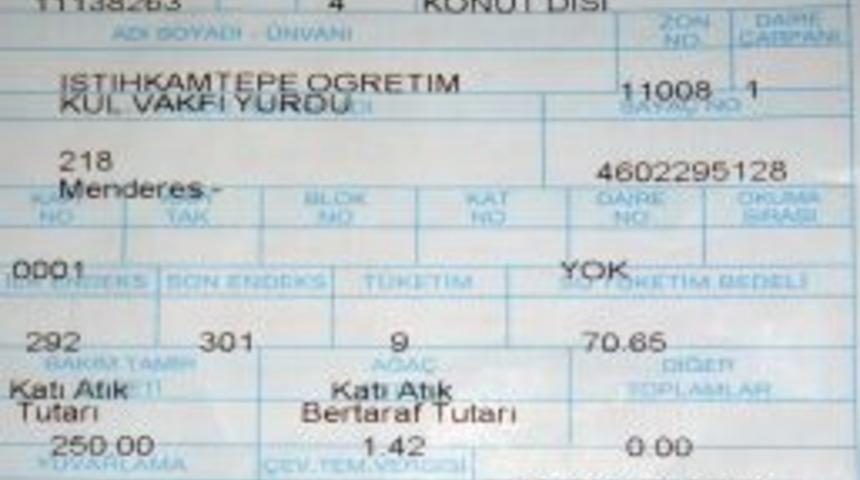 11138263 4 KONUT DISI
ADI SOYADI - ÜNVANI ZON NO DAİRE ÇARPANI
ISTIHKAMTEPE OGRETIM
KUL VAKFI YURDU 11008 1
SAYAÇ NO
218 4602295128
Menderes -
NO TAK BLOK NO KAT NO DAİRE NO OKUMA SIRASI
0001 YOK
ENDEKS SON ENDEKS TÜKETİM TÜKETİM BEDELİ
292 301 9 70.65
BAKIM TAMİR AĞAÇ DİĞER TOPLAMLAR
Katı Atık Katı Atık
Tutarı Bertaraf Tutarı
250.00 1.42 0.00
YUVARLAMA ÇEV.TEM.VERGİSİ